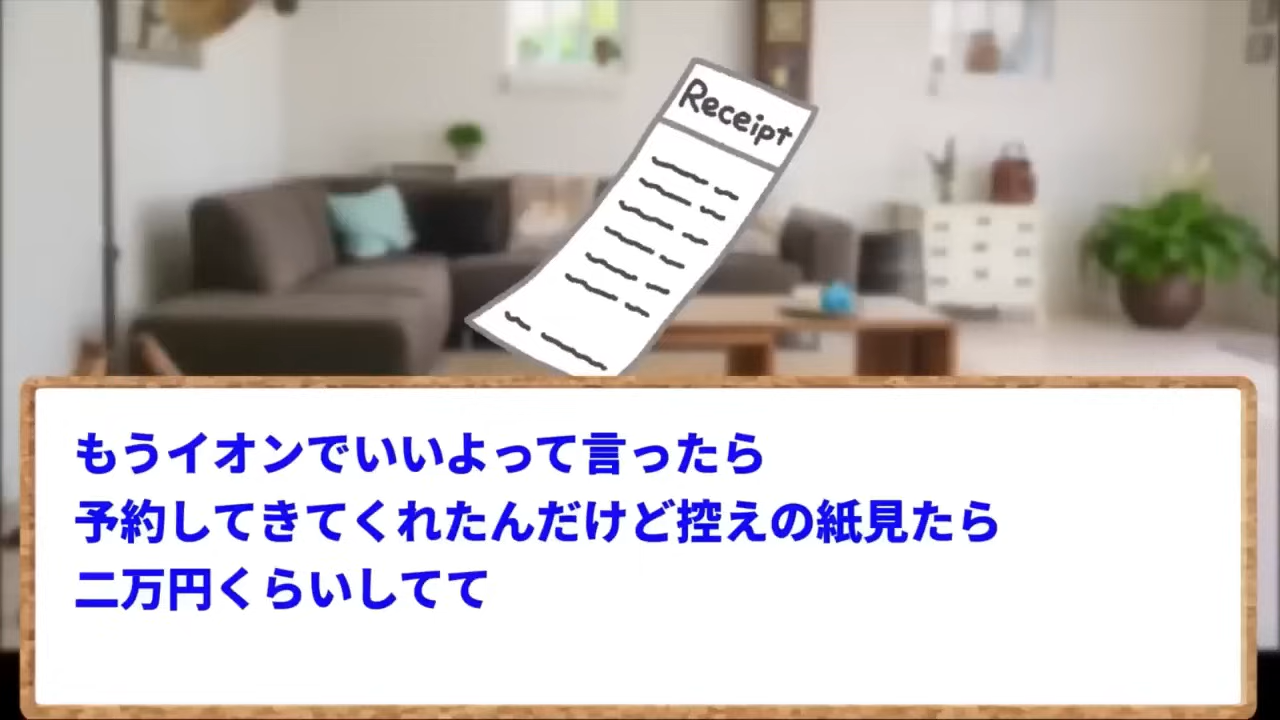 Receipt
もうイオンでいいよって言ったら
予約してきてくれたんだけど控えの紙見たら
二万円くらいしてて